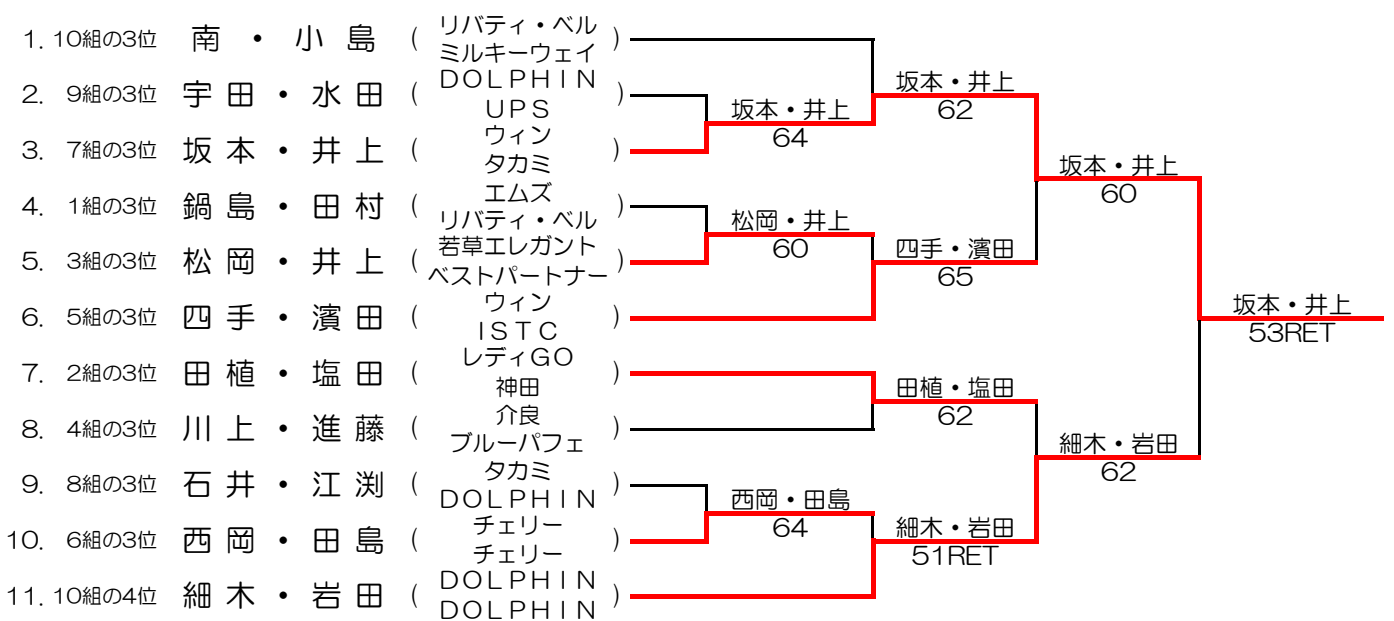 1. 10組の3位 南・小島 ( リバティ・ベル ミルキーウェイ )
2. 9組の3位 宇田・水田 ( DOLPHIN UPS )
3. 7組の3位 坂本・井上 ( ウィン タカミ )
4. 1組の3位 鍋島・田村 ( エムズ リバティ・ベル )
5. 3組の3位 松岡・井上 ( 若草エレガント ベストパートナー )
6. 5組の3位 四手・濱田 ( ウィン ISTC )
7. 2組の3位 田植・塩田 ( レディGO 神田 )
8. 4組の3位 川上・進藤 ( 介良 ブルーパフェ )
9. 8組の3位 石井・江渕 ( タカミ DOLPHIN )
10. 6組の3位 西岡・田島 ( チェリー チェリー )
11. 10組の4位 細木・岩田 ( DOLPHIN DOLPHIN )
坂本・井上
64
松岡・井上
60
西岡・田島
64
坂本・井上
62
四手・濱田
65
田植・塩田
62
細木・岩田
51RET
坂本・井上
60
細木・岩田
62
坂本・井上
53RET